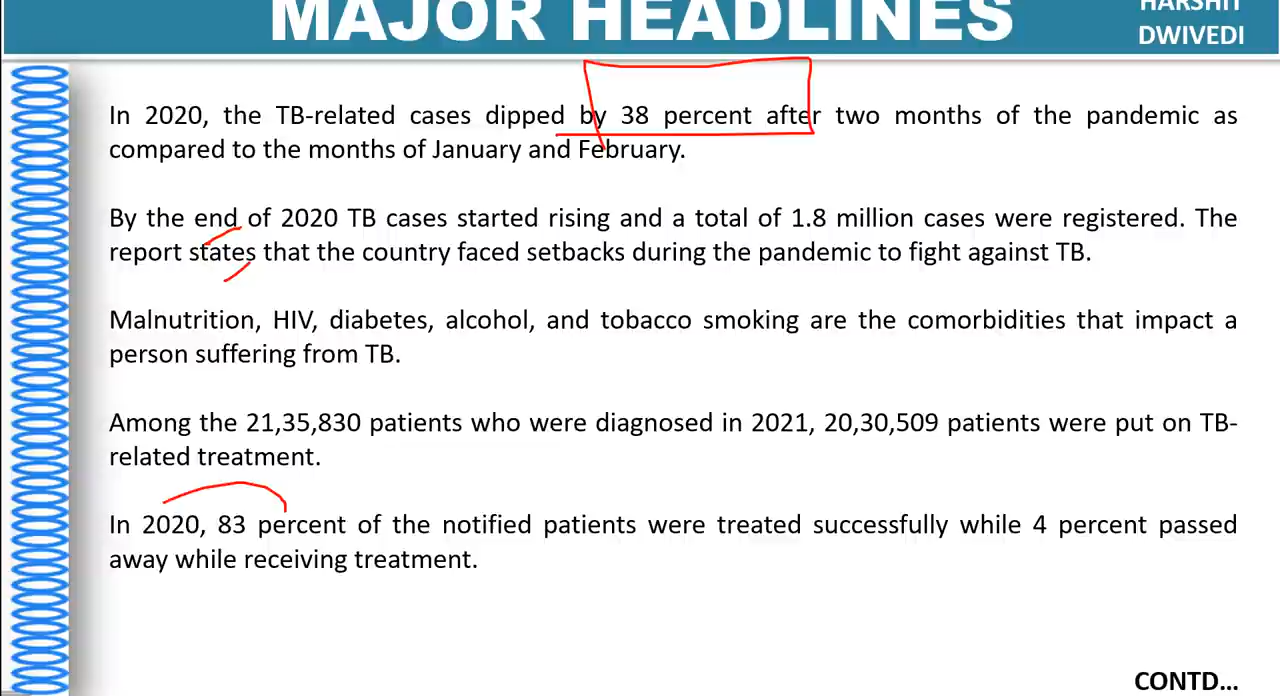 MAJOR HEADLINES
HARSHIT
DWIVEDI
In 2020, the TB-related cases dipped by 38 percent after two months of the pandemic as
compared to the months of January and February.
By the end of 2020 TB cases started rising and a total of 1.8 million cases were registered. The
report states that the country faced setbacks during the pandemic to fight against TB.
Malnutrition, HIV, diabetes, alcohol, and tobacco smoking are the comorbidities that impact a
person suffering from TB.
Among the 21,35,830 patients who were diagnosed in 2021, 20,30,509 patients were put on TB-
related treatment.
In 2020, 83 percent of the notified patients were treated successfully while 4 percent passed
away while receiving treatment.
CONTD...